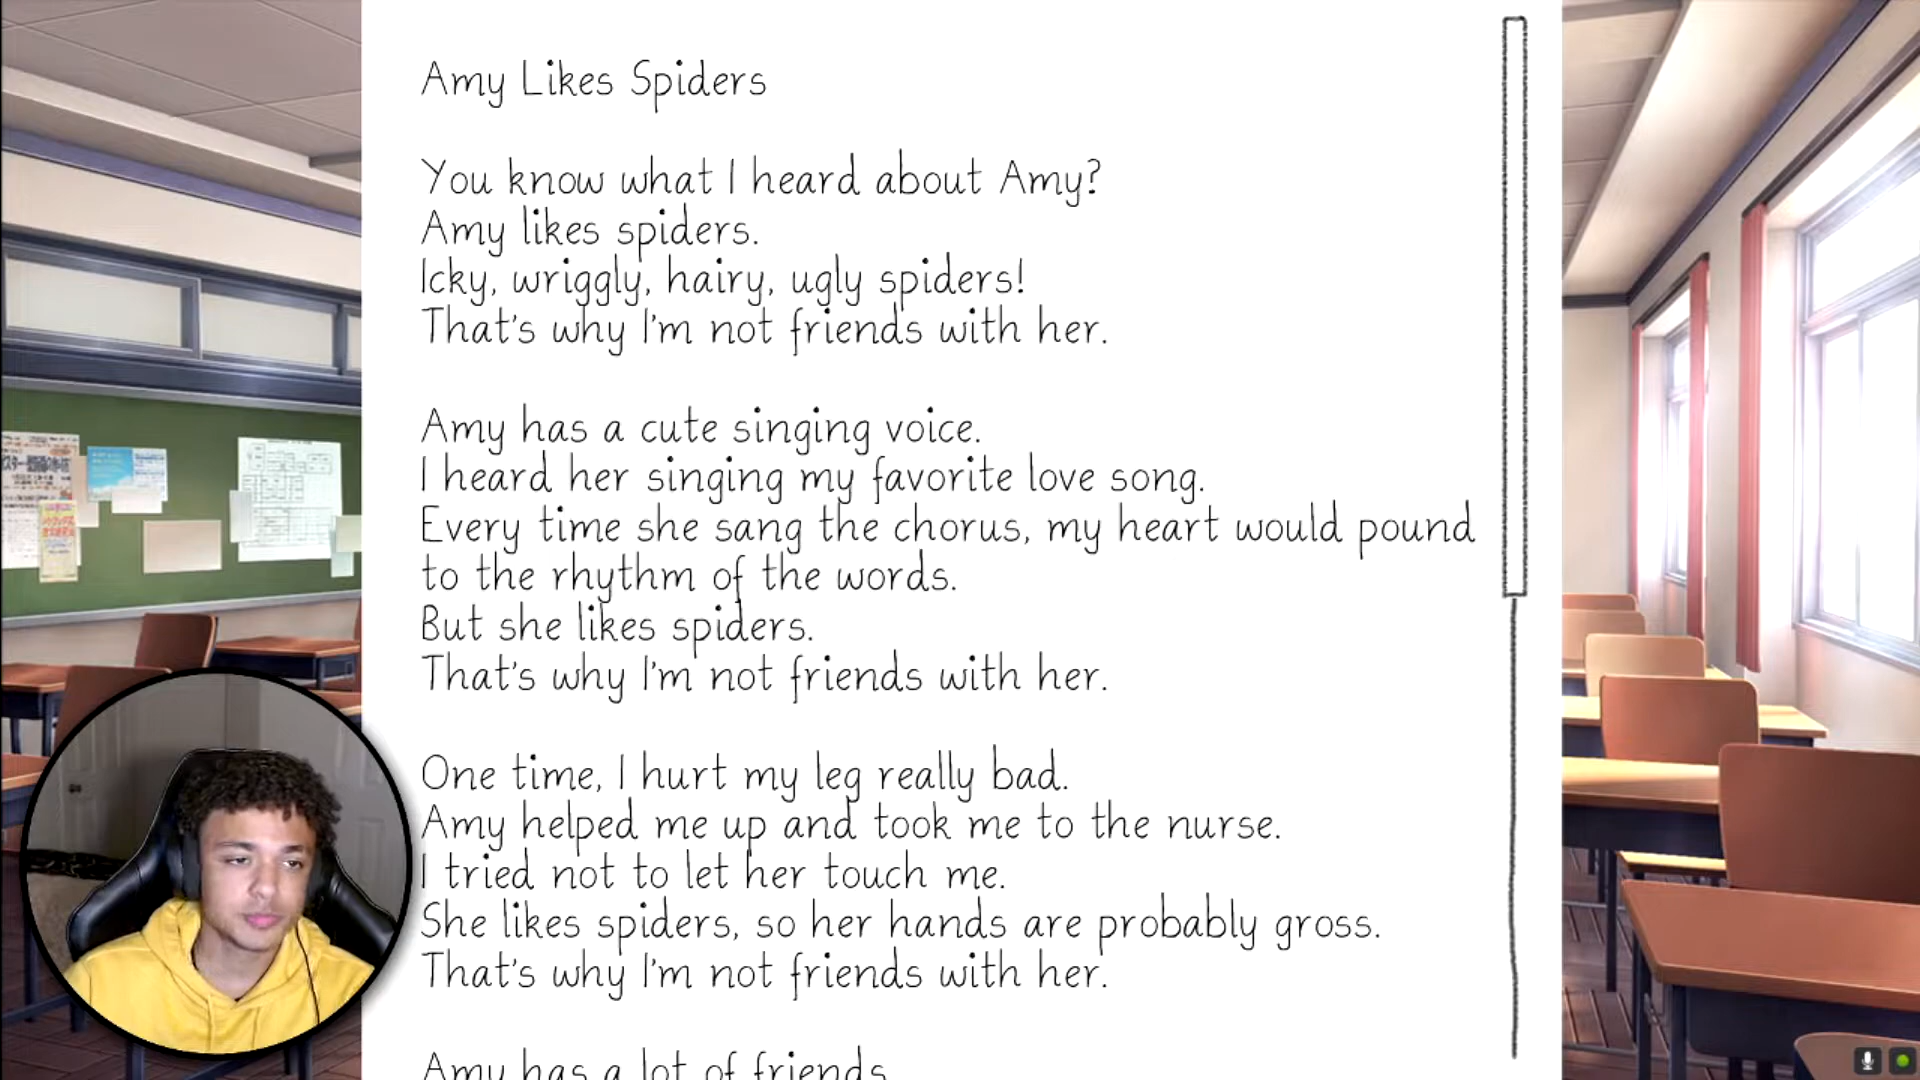 Amy Likes Spiders
You know what I heard about Amy?
Amy likes spiders.
Icky, wriggly, hairy, ugly spiders!
That's why I'm not friends with her.
Amy has a cute singing voice.
I heard her singing my favorite love song.
Every time she sang the chorus, my heart would pound
to the rhythm of the words.
But she likes spiders.
That's why I'm not friends with her.
One time, I hurt my leg really bad.
Amy helped me up and took me to the nurse.
I tried not to let her touch me.
She likes spiders, so her hands are probably gross.
That's why I'm not friends with her.
Amy has a lot of friends.